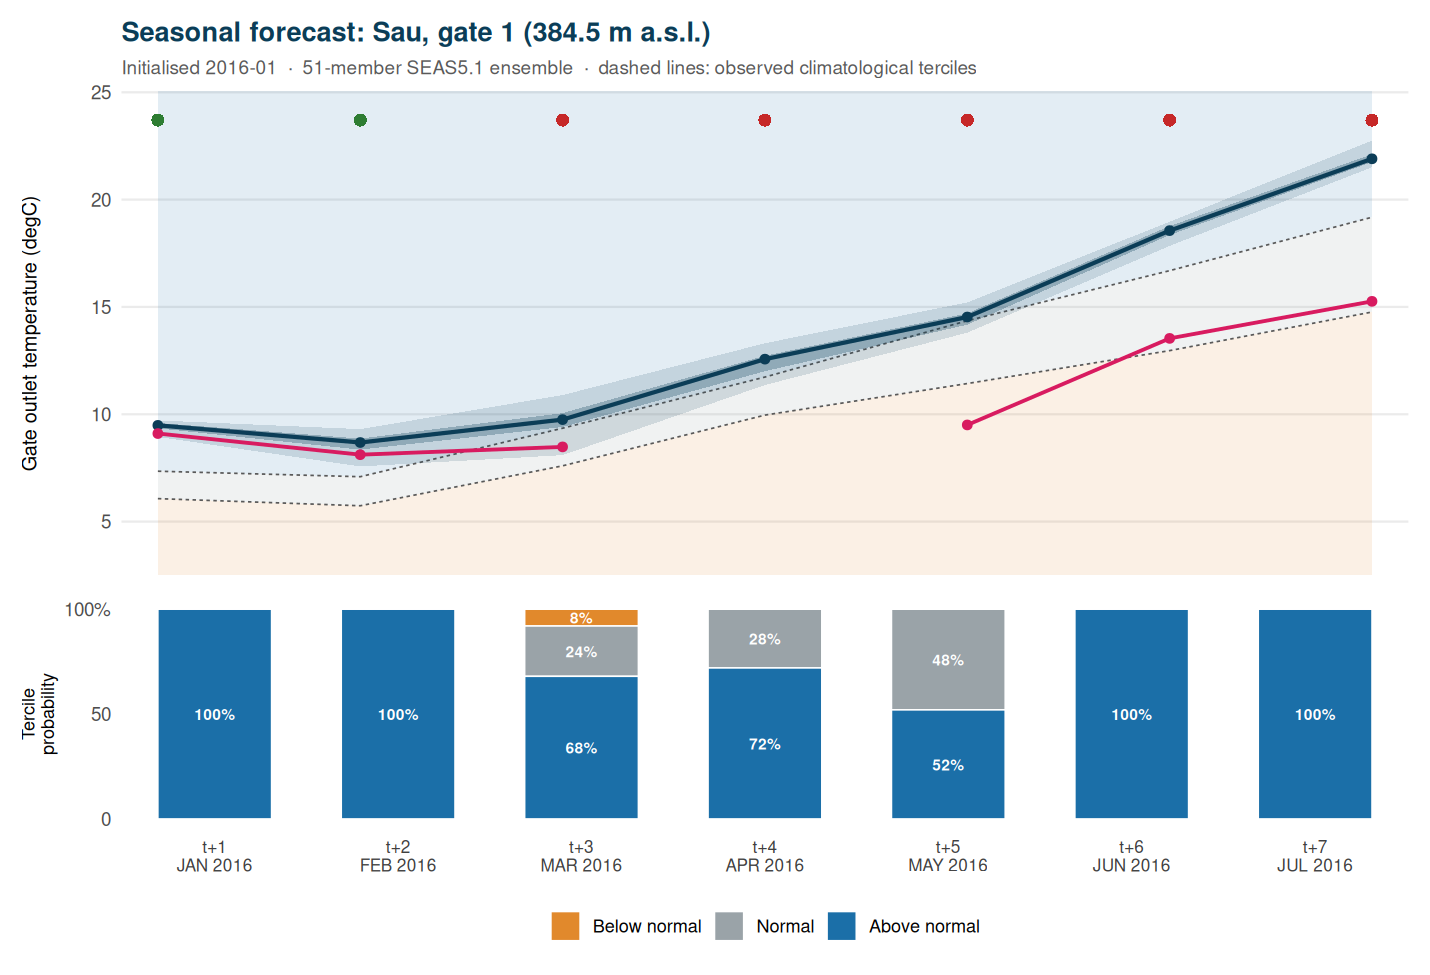 Seasonal forecast: Sau, gate 1 (384.5 m a.s.l.)
Initialised 2016-01 · 51-member SEAS5.1 ensemble · dashed lines: observed climatological terciles
Gate outlet temperature (degC)
25
20
15
10
5
Tercile
probability
100%
50
0
100%
100%
8%
24%
68%
28%
72%
48%
52%
100%
100%
t+1
JAN 2016
t+2
FEB 2016
t+3
MAR 2016
t+4
APR 2016
t+5
MAY 2016
t+6
JUN 2016
t+7
JUL 2016
Below normal
Normal
Above normal